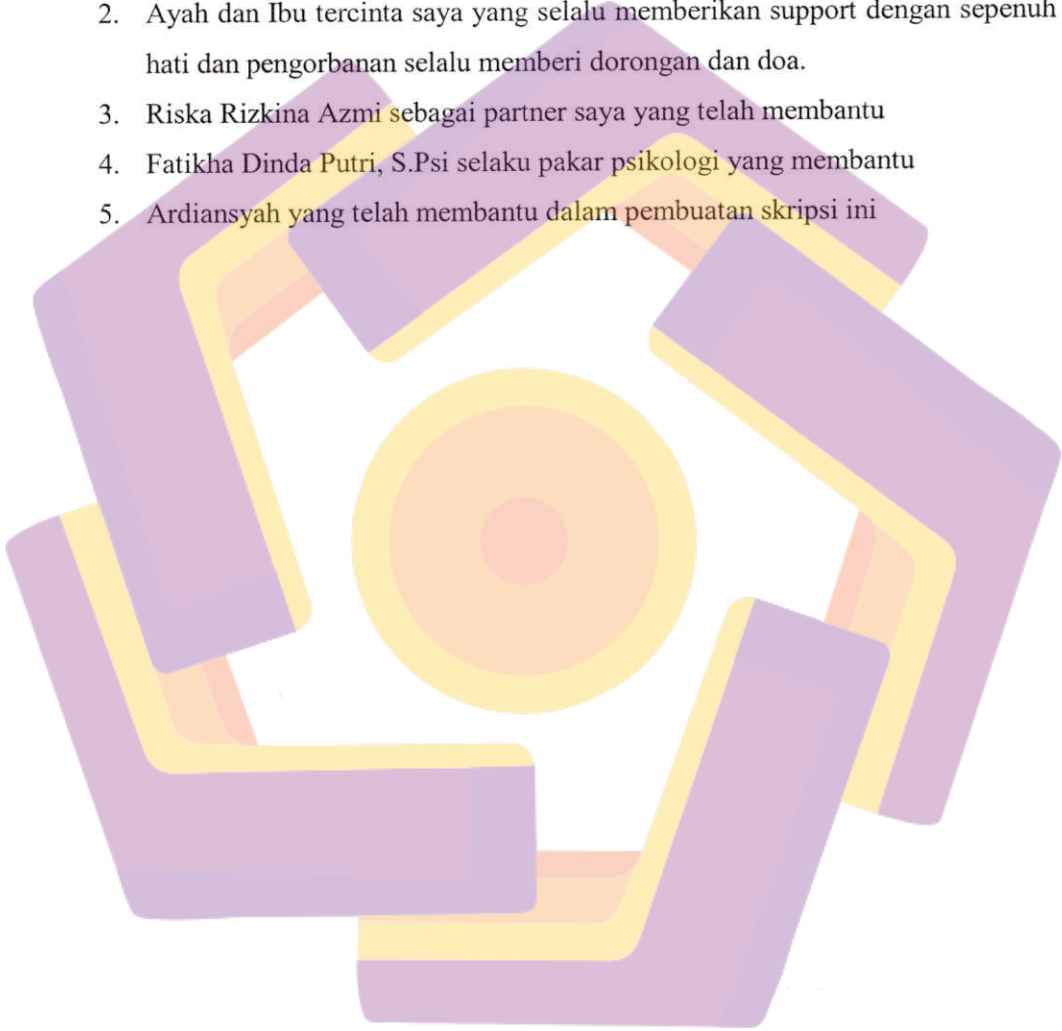 2. Ayah dan Ibu tercinta saya yang selalu memberikan support dengan sepenuh
hati dan pengorbanan selalu memberi dorongan dan doa.
3. Riska Rizkina Azmi sebagai partner saya yang telah membantu
4. Fatikha Dinda Putri, S.Psi selaku pakar psikologi yang membantu
5. Ardiansyah yang telah membantu dalam pembuatan skripsi ini